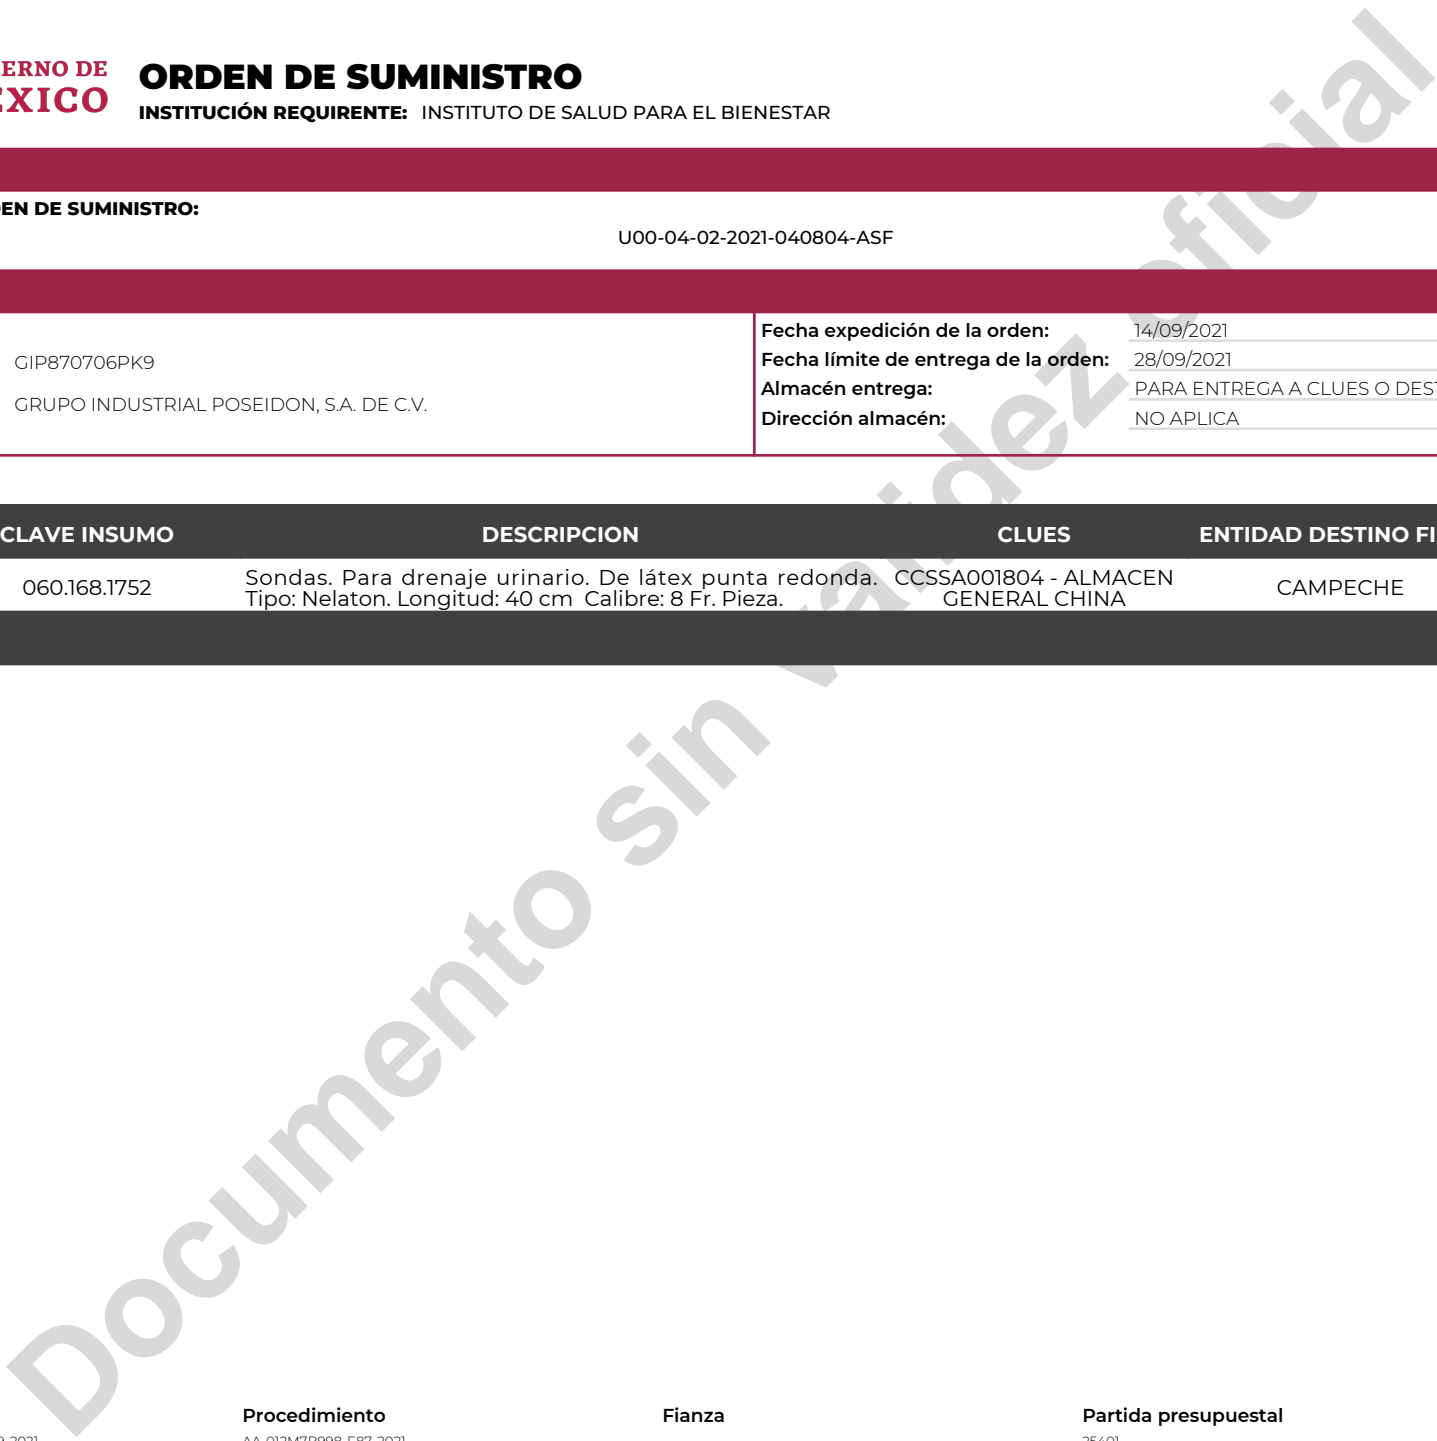 ERNO DE
EXICO
ORDEN DE SUMINISTRO
INSTITUCIÓN REQUIRENTE: INSTITUTO DE SALUD PARA EL BIENESTAR
EN DE SUMINISTRO:
U00-04-02-2021-040804-ASF
GIP870706PK9
GRUPO INDUSTRIAL POSEIDON, S.A. DE C.V.
Fecha expedición de la orden: 14/09/2021
Fecha límite de entrega de la orden: 28/09/2021
Almacén entrega: PARA ENTREGA A CLUES O DEST
Dirección almacén: NO APLICA
CLAVE INSUMO DESCRIPCION CLUES ENTIDAD DESTINO FI
060.168.1752 Sondas. Para drenaje urinario. De látex punta redonda. CCSSA001804 - ALMACEN CAMPECHE
Tipo: Nelaton. Longitud: 40 cm Calibre: 8 Fr. Pieza. GENERAL CHINA
Documento sin validez oficial
Procedimiento Fianza Partida presupuestal